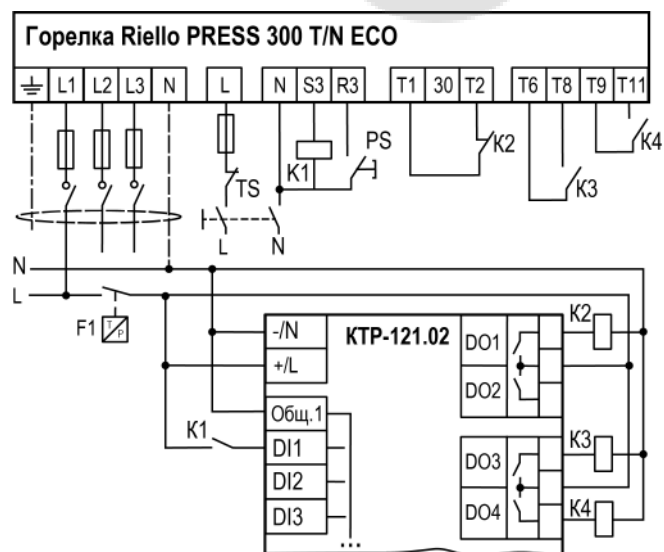 Горелка Riello PRESS 300 T/N ECO
L1 L2 L3 N L N S3 R3 T1 30 T2 T6 T8 T9 T11
PS
K2
K4
TS
K1
K3
L N
N
L
F1 T P
K2
-/N КТР-121.02 DO1
+/L
DO2
Общ.1
K1
DI1
K3
DO3
DI2
DI3 DO4 K4
...